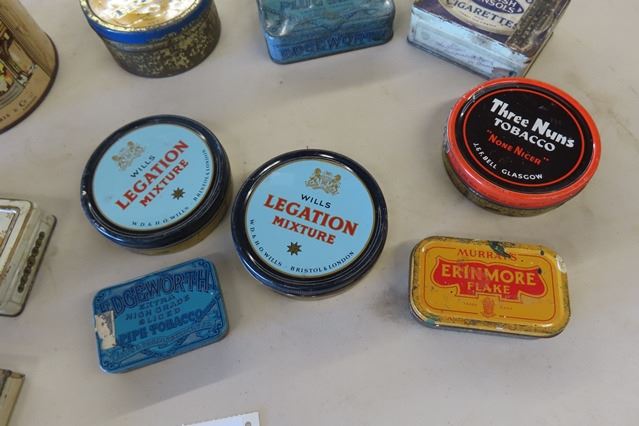 EDGEWORTH
CIGARETTES
WILLS
LEGATION
MIXTURE
W.D. & H.O. WILLS
BRISTOL & LONDON
WILLS
LEGATION
MIXTURE
W.D. & H.O. WILLS
BRISTOL & LONDON
Three Nuns
TOBACCO
"NONE NICER"
J. & F. BELL GLASGOW
EDGEWORTH
EXTRA
HIGH GRADE
SLICED
PIPE TOBACCO
MURRAY'S
ERINMORE
FLAKE